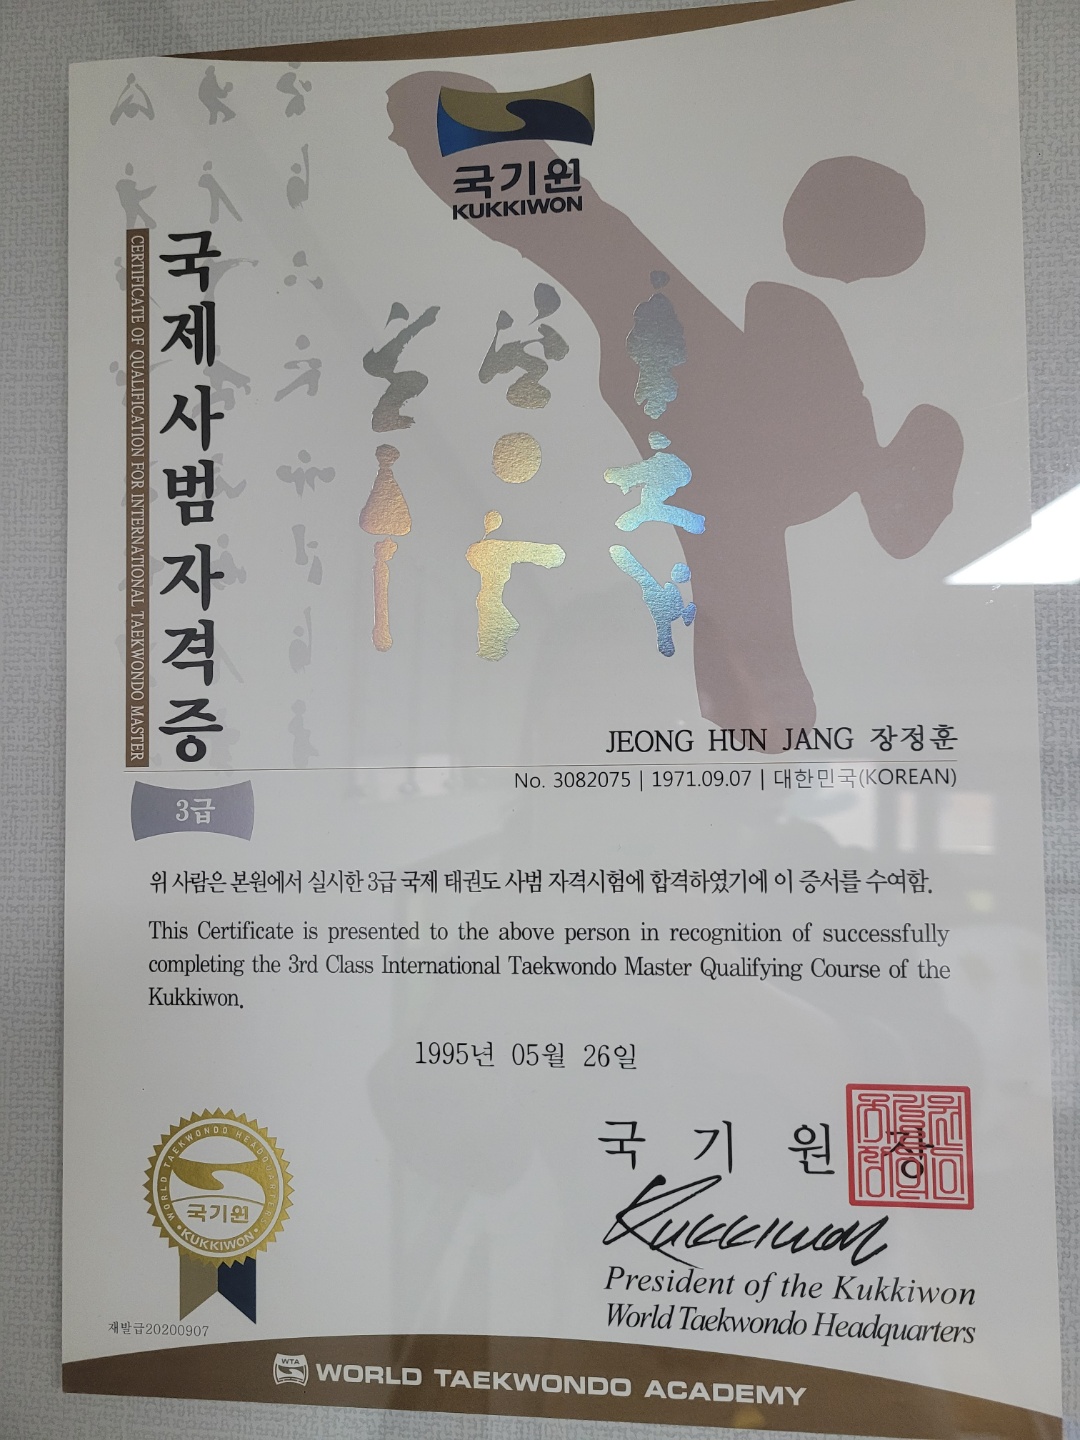 국기원
KUKKIWON
국제사범자격증
CERTIFICATE OF QUALIFICATION FOR INTERNATIONAL TAEKWONDO MASTER
JEONG HUN JANG 장정훈
No. 3082075 | 1971.09.07 | 대한민국(KOREAN)
3급
위 사람은 본원에서 실시한 3급 국제 태권도 사범 자격시험에 합격하였기에 이 증서를 수여함.
This Certificate is presented to the above person in recognition of successfully
completing the 3rd Class International Taekwondo Master Qualifying Course of the
Kukkiwon.
1995년 05월 26일
국 기 원 장
Kukkiwon
President of the Kukkiwon
World Taekwondo Headquarters
WORLD TAEKWONDO HEADQUARTERS
국기원
KUKKIWON
재발급20200907
WTA
WORLD TAEKWONDO ACADEMY